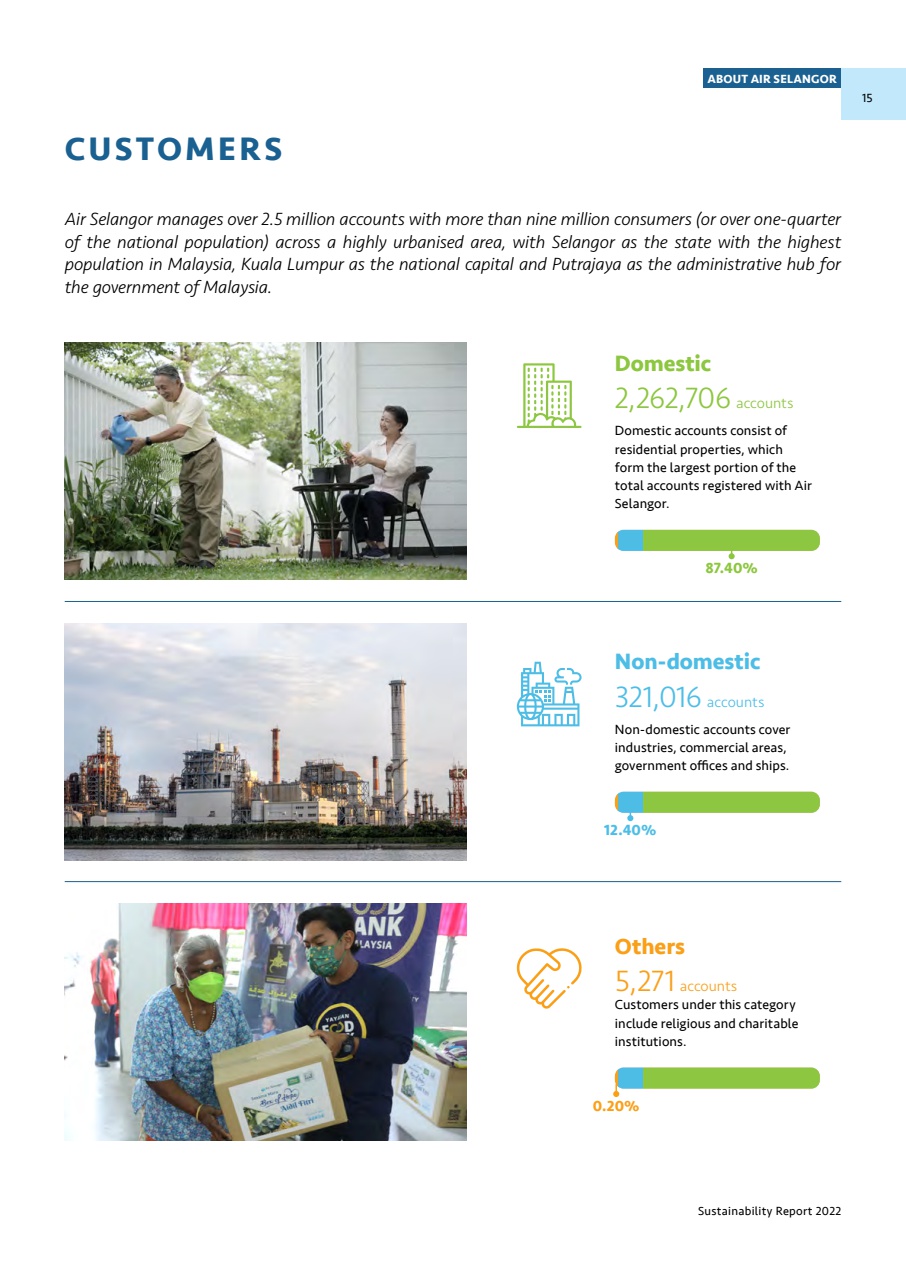 ABOUT AIR SELANGOR
15
CUSTOMERS
Air Selangor manages over 2.5 million accounts with more than nine million consumers (or over one-quarter
of the national population) across a highly urbanised area, with Selangor as the state with the highest
population in Malaysia, Kuala Lumpur as the national capital and Putrajaya as the administrative hub for
the government of Malaysia.
Domestic
2,262,706 accounts
Domestic accounts consist of
residential properties, which
form the largest portion of the
total accounts registered with Air
Selangor.
87.40%
Non-domestic
321,016 accounts
Non-domestic accounts cover
industries, commercial areas,
government offices and ships.
12.40%
ANK
ALAYSIA
Aidil Fitri
Others
5,271 accounts
Customers under this category
include religious and charitable
institutions.
0.20%
Sustainability Report 2022